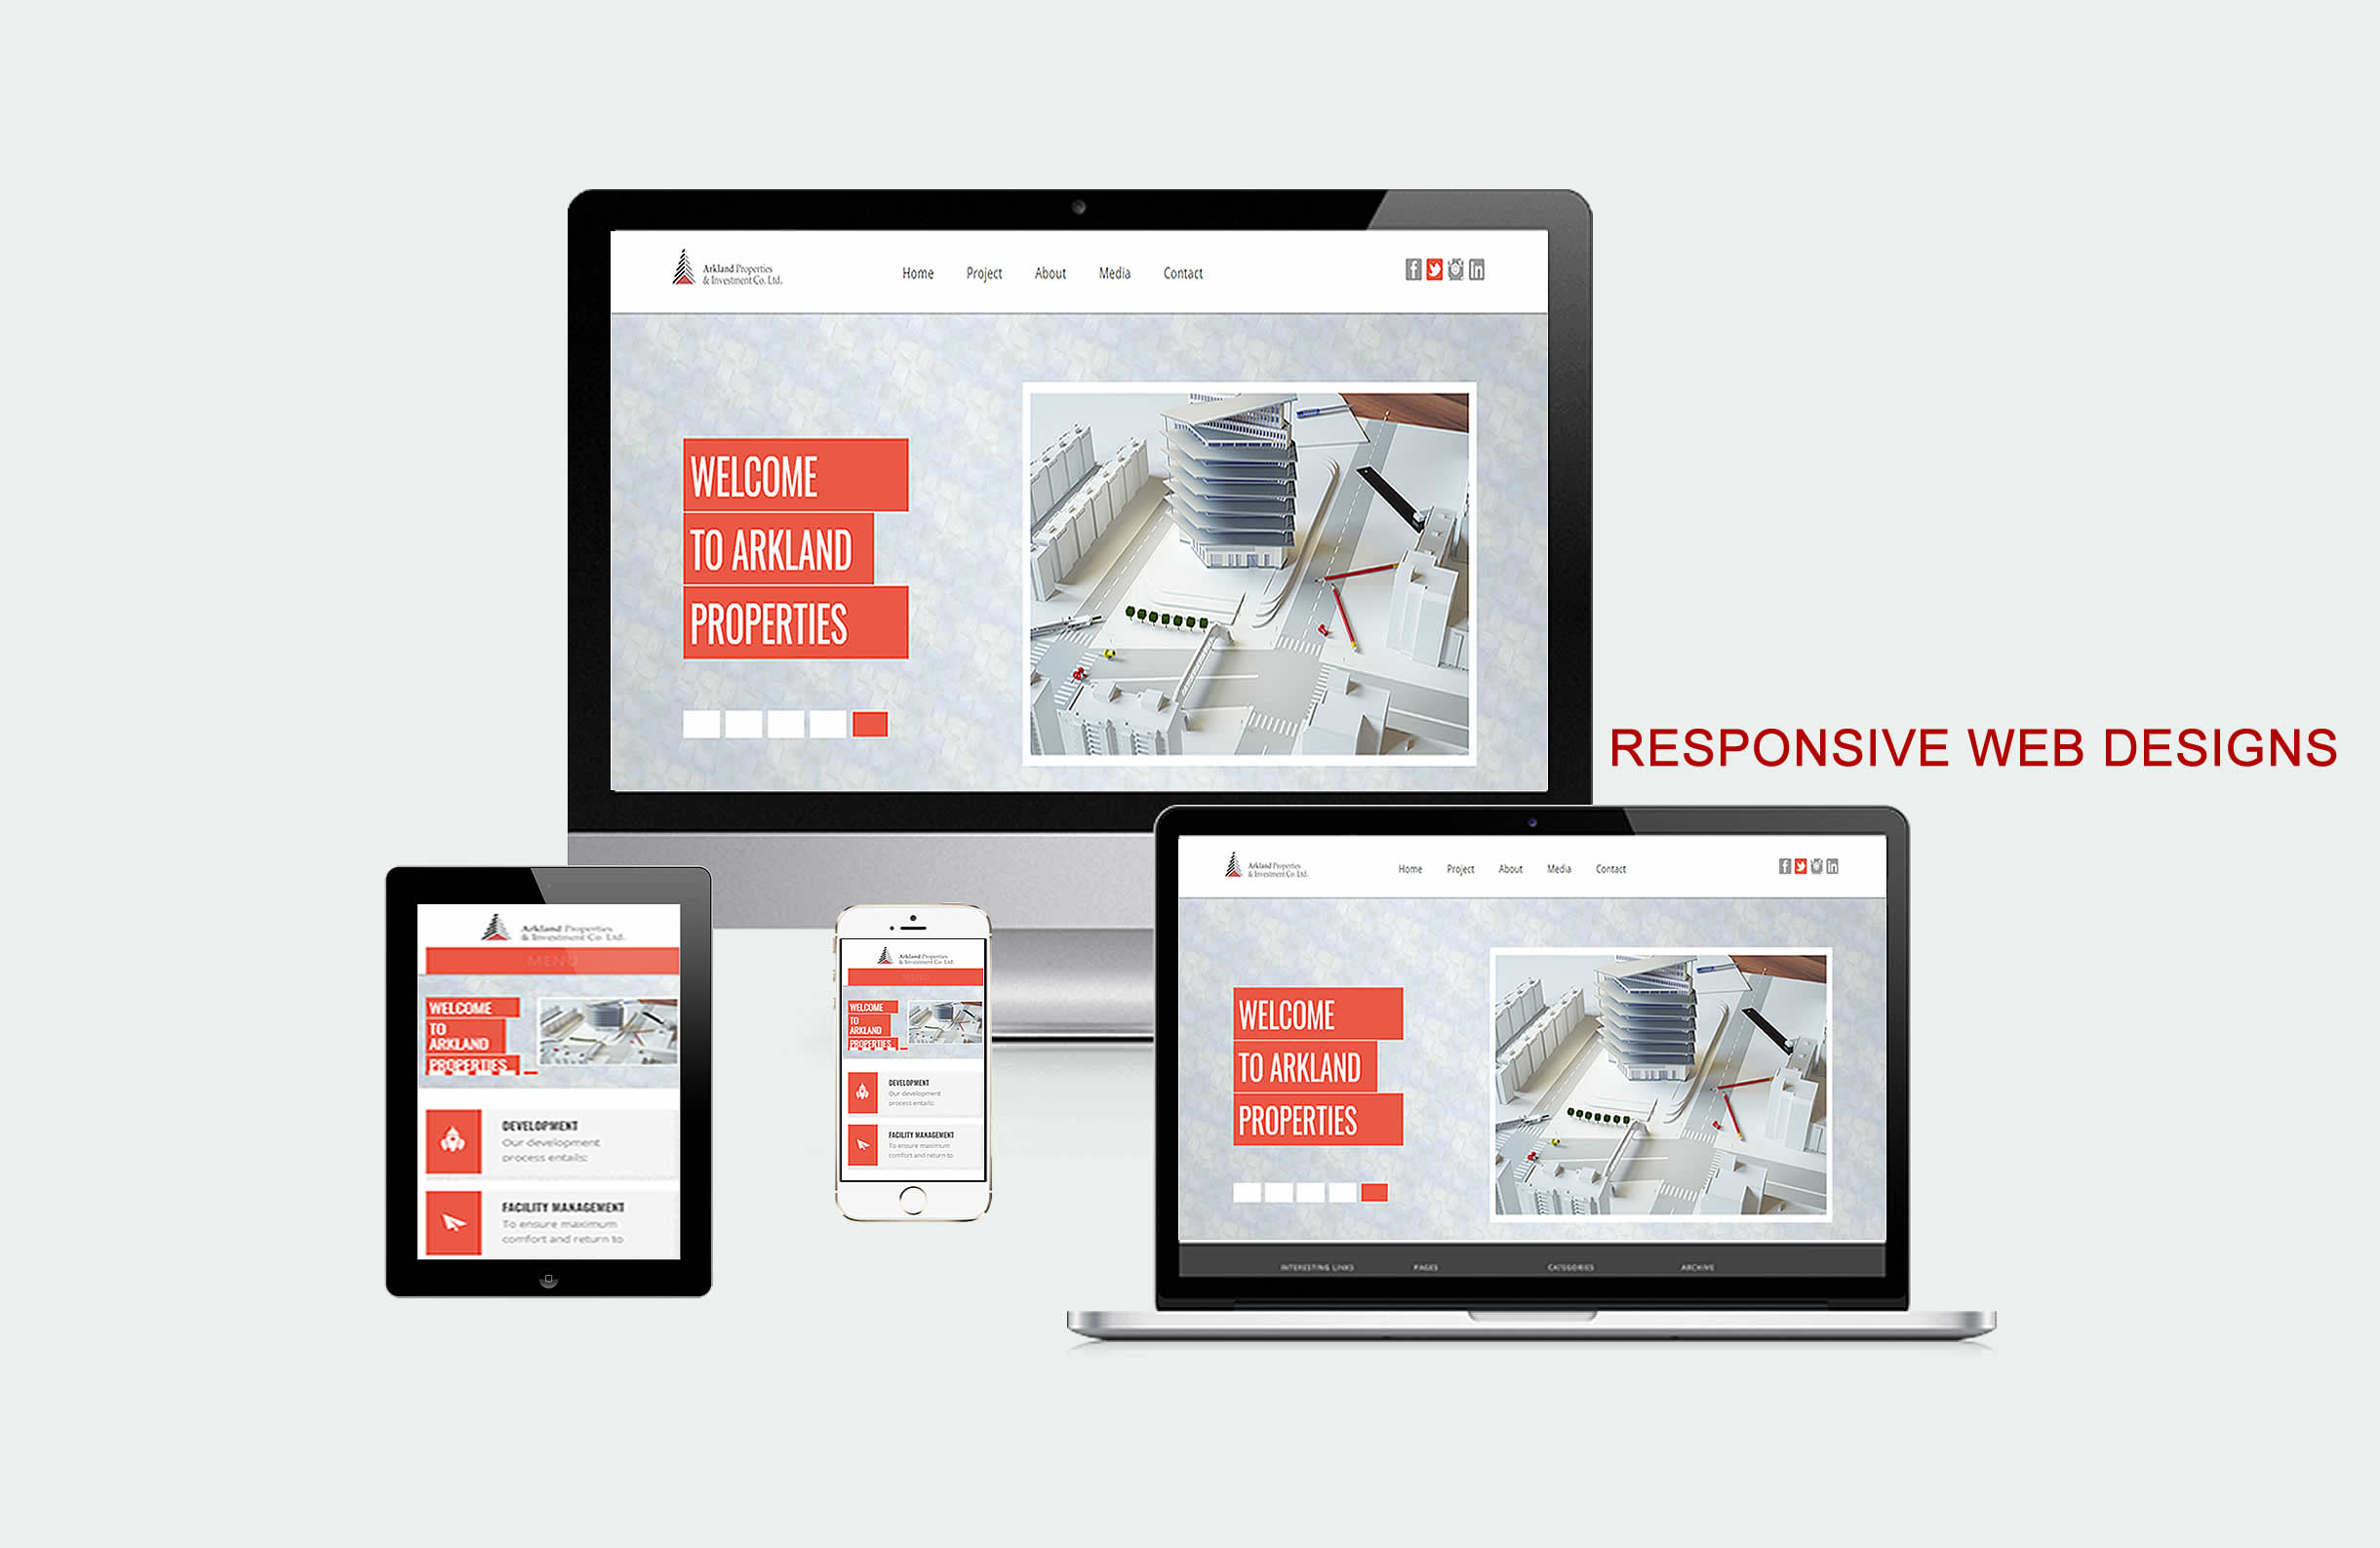 Arkland Properties
& Investment Co. Ltd.
Home Project About Media Contact
WELCOME
TO ARKLAND
PROPERTIES
RESPONSIVE WEB DESIGNS
Arkland Properties
& Investment Co. Ltd.
MENU
WELCOME
TO
ARKLAND
PROPERTIES
DEVELOPMENT
Our development
process entails:
FACILITY MANAGEMENT
To ensure maximum
comfort and return to
Arkland Properties
& Investment Co. Ltd.
MENU
WELCOME
TO
ARKLAND
PROPERTIES
DEVELOPMENT
Our development
process entails:
FACILITY MANAGEMENT
To ensure maximum
comfort and return to
Arkland Properties
& Investment Co. Ltd.
Home Project About Media Contact
WELCOME
TO ARKLAND
PROPERTIES
INTERESTING LINKS PAGES CATEGORIES ARCHIVE